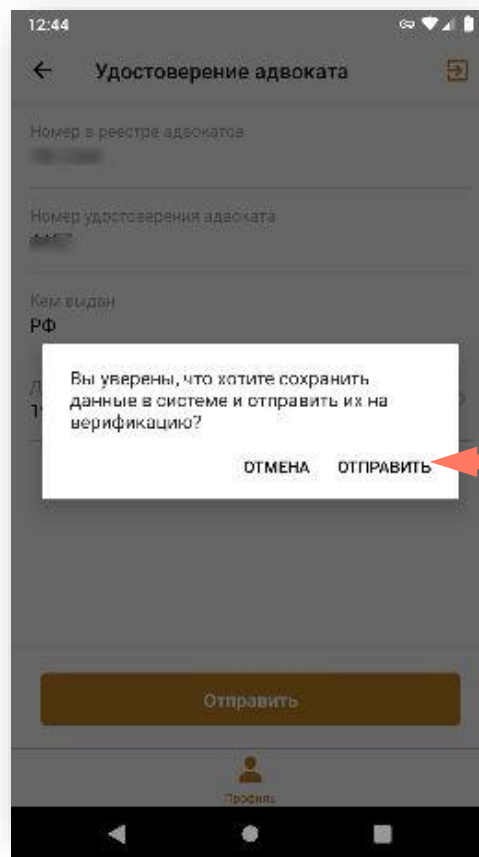 12:44
Удостоверение адвоката
Номер в реестре адвокатов
Номер удостоверения адвоката
Кем выдан
РФ
Вы уверены, что хотите сохранить
данные в системе и отправить их на
верификацию?
ОТМЕНА ОТПРАВИТЬ
Отправить
Профиль